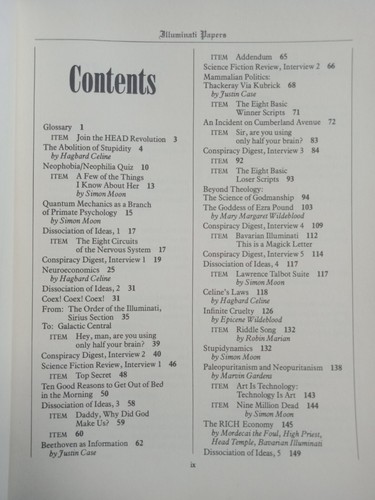 Illuminati Papers
Contents
Glossary 1
ITEM Join the HEAD Revolution 3
The Abolition of Stupidity 4
by Hagbard Celine
Neophobia/Neophilia Quiz 10
ITEM A Few of the Things
I Know About Her 13
by Simon Moon
Quantum Mechanics as a Branch
of Primate Psychology 15
by Simon Moon
Dissociation of Ideas, 1 17
ITEM The Eight Circuits
of the Nervous System 17
Conspiracy Digest, Interview 1 19
Neuroeconomics 25
by Hagbard Celine
Dissociation of Ideas, 2 31
Coex! Coex! Coex! 31
From: The Order of the Illuminati,
Sirius Section 35
To: Galactic Central
ITEM Hey, man, are you using
only half your brain? 39
Conspiracy Digest, Interview 2 40
Science Fiction Review, Interview 1 46
ITEM Top Secret 48
Ten Good Reasons to Get Out of Bed
in the Morning 50
Dissociation of Ideas, 3 58
ITEM Daddy, Why Did God
Make Us? 59
ITEM 60
Beethoven as Information 62
by Justin Case
ITEM Addendum 65
Science Fiction Review, Interview 2 66
Mammalian Politics:
Thackeray Via Kubrick 68
by Justin Case
ITEM The Eight Basic
Winner Scripts 71
An Incident on Cumberland Avenue 72
ITEM Sir, are you using
only half your brain? 83
Conspiracy Digest, Interview 3 84
ITEM 92
ITEM The Eight Basic
Loser Scripts 93
Beyond Theology:
The Science of Godmanship 94
The Goddess of Ezra Pound 103
by Mary Margaret Wildeblood
Conspiracy Digest, Interview 4 109
ITEM Bavarian Illuminati 112
This is a Magick Letter
Conspiracy Digest, Interview 5 114
Dissociation of Ideas, 4 117
ITEM Lawrence Talbot Suite 117
by Simon Moon
Celine's Laws 118
by Hagbard Celine
Infinite Cruelty 126
by Epicene Wildeblood
ITEM Riddle Song 132
by Robin Marian
Stupidynamics 132
by Simon Moon
Paleopuritanism and Neopuritanism 138
by Marvin Gardens
ITEM Art Is Technology:
Technology Is Art 143
ITEM Nine Million Dead 144
by Simon Moon
The RICH Economy 145
by Mordecai the Foul, High Priest,
Head Temple, Bavarian Illuminati
Dissociation of Ideas, 5 149
ix